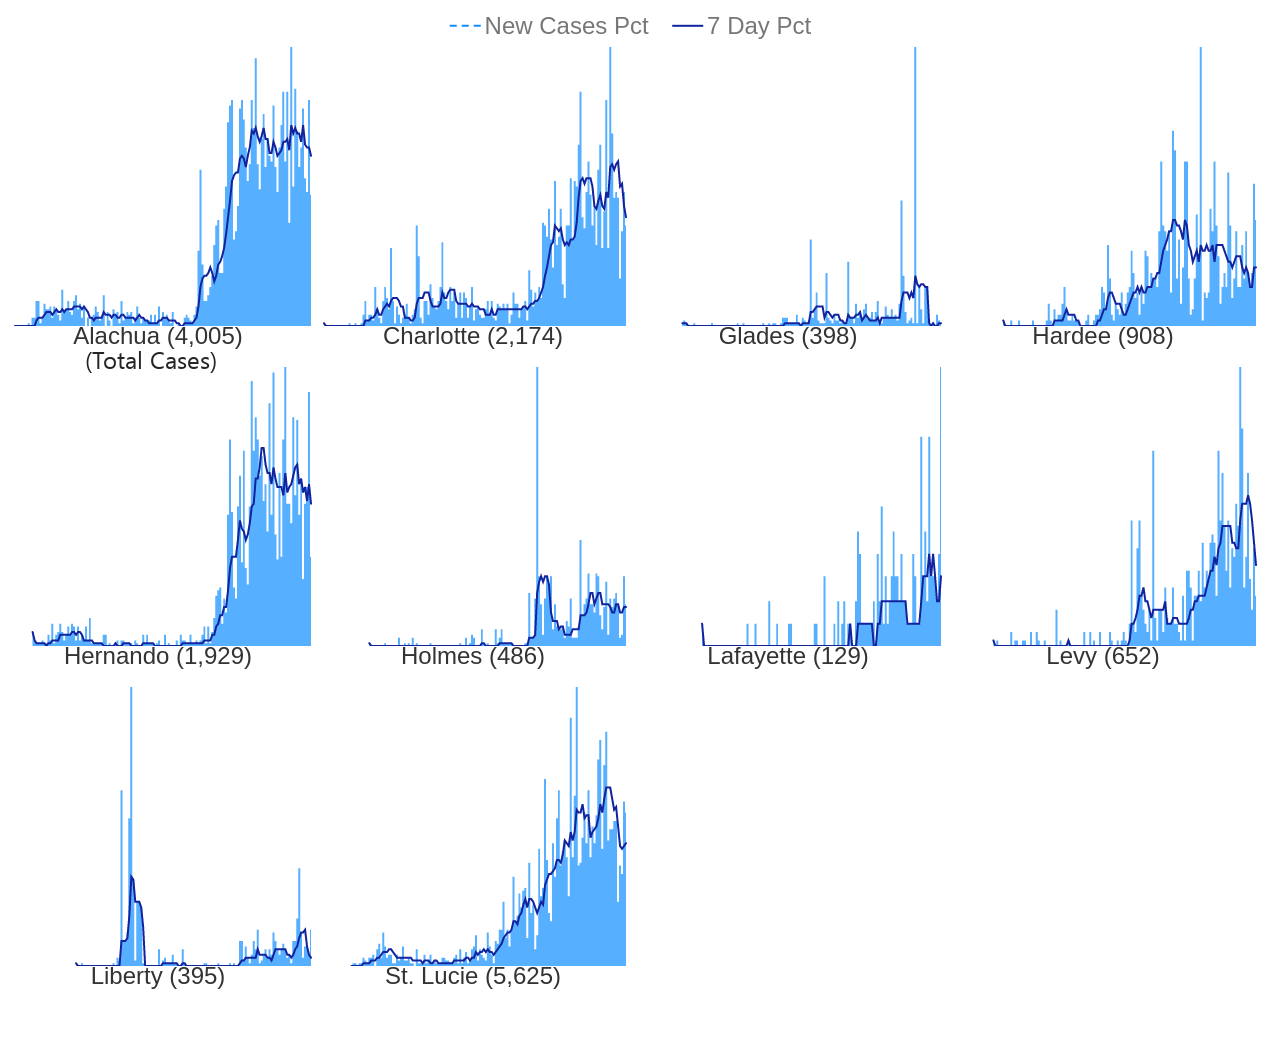 New Cases Pct 7 Day Pct
Alachua (4,005) Charlotte (2,174) Glades (398) Hardee (908)
(Total Cases)
Hernando (1,929) Holmes (486) Lafayette (129) Levy (652)
Liberty (395) St. Lucie (5,625)